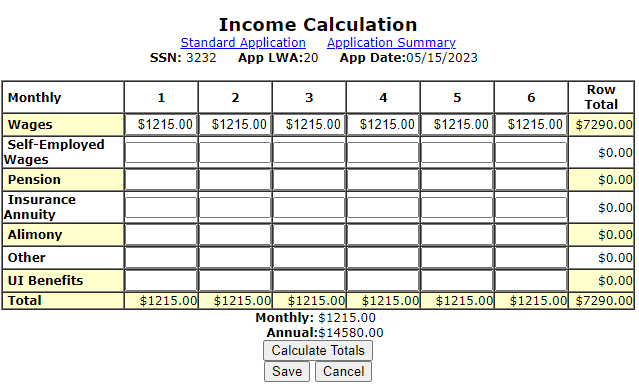 Income Calculation
Standard Application Application Summary
SSN: 3232 App LWA:20 App Date:05/15/2023
Monthly 1 2 3 4 5 6 Row Total
Wages $1215.00 $1215.00 $1215.00 $1215.00 $1215.00 $1215.00 $7290.00
Self-Employed Wages $0.00
Pension $0.00
Insurance Annuity $0.00
Alimony $0.00
Other $0.00
UI Benefits $0.00
Total $1215.00 $1215.00 $1215.00 $1215.00 $1215.00 $1215.00 $7290.00
Monthly: $1215.00
Annual:$14580.00
Calculate Totals
Save Cancel